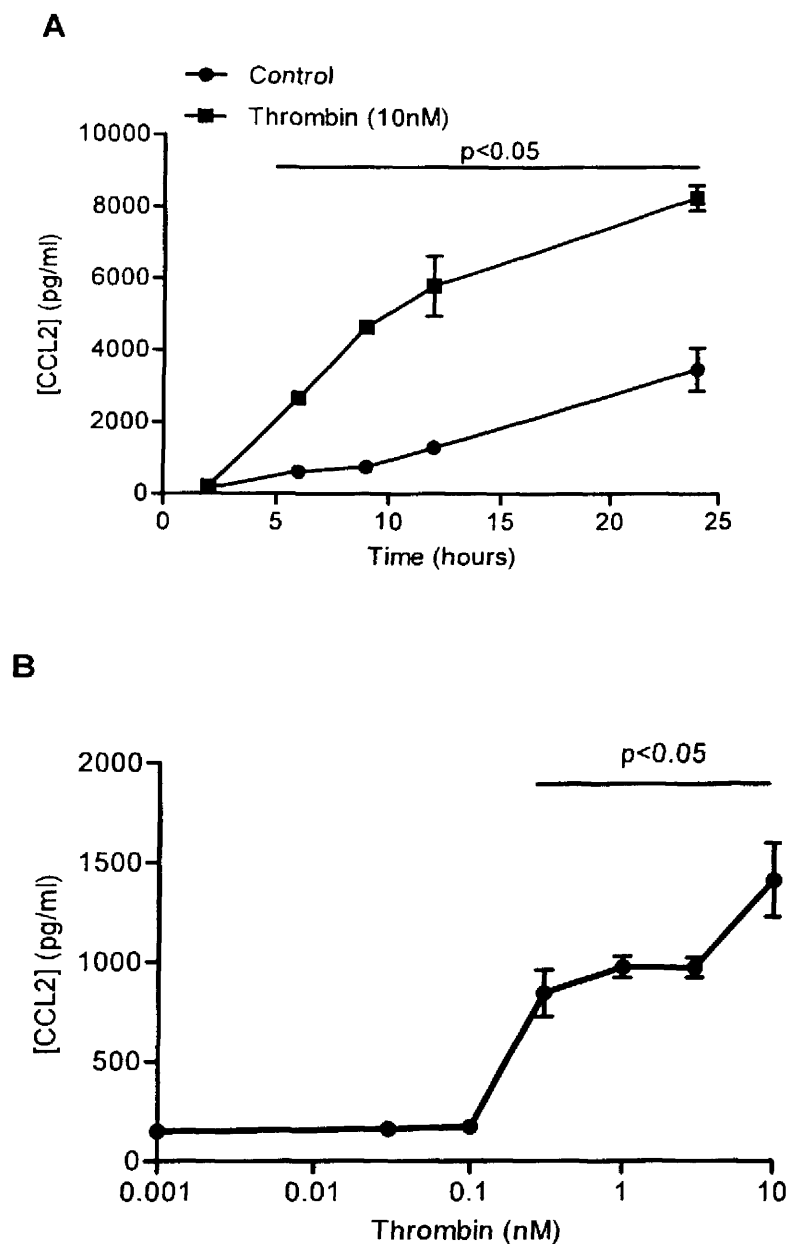 A
Control
Thrombin (10nM)
10000
p<0.05
8000
6000
4000
2000
0
[CCL2] (pg/ml)
0 5 10 15 20 25
Time (hours)
B
2000
p<0.05
1500
1000
500
0
[CCL2] (pg/ml)
0.001 0.01 0.1 1 10
Thrombin (nM)